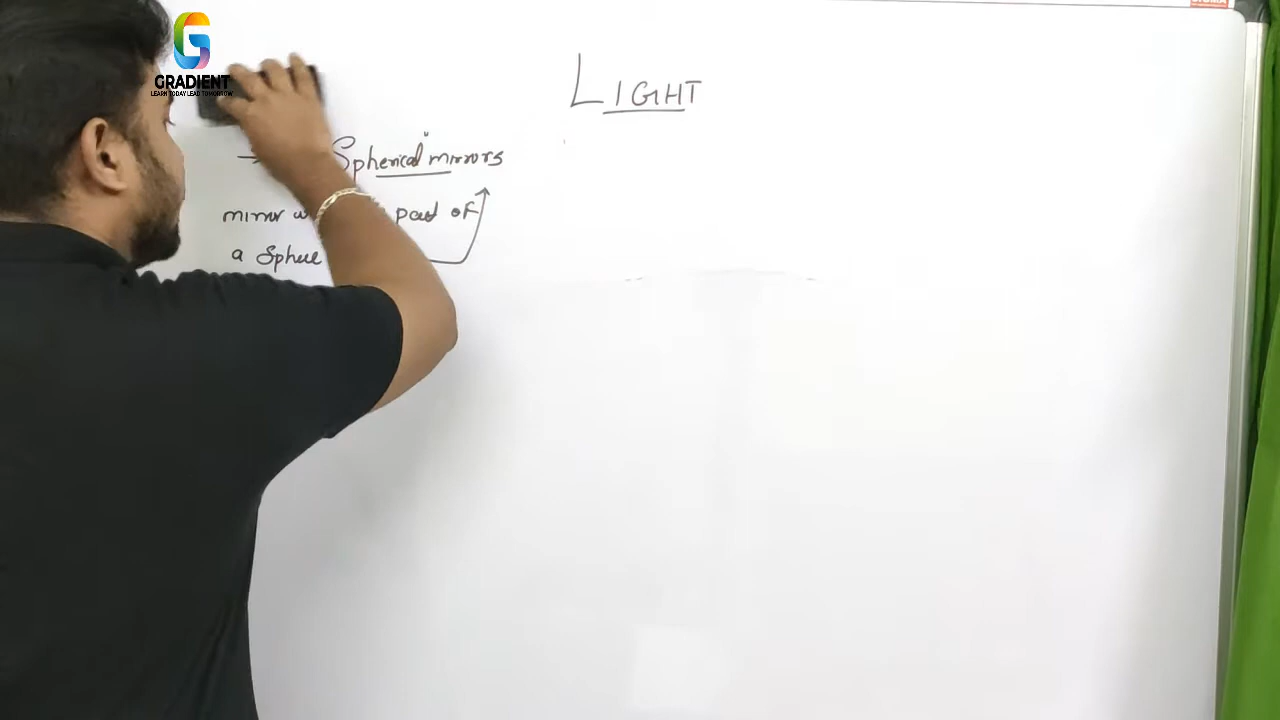 GRADIENT
LEARN TODAY LEAD TOMORROW
LIGHT
→ Spherical mirrors
mirror part of
a Sphere